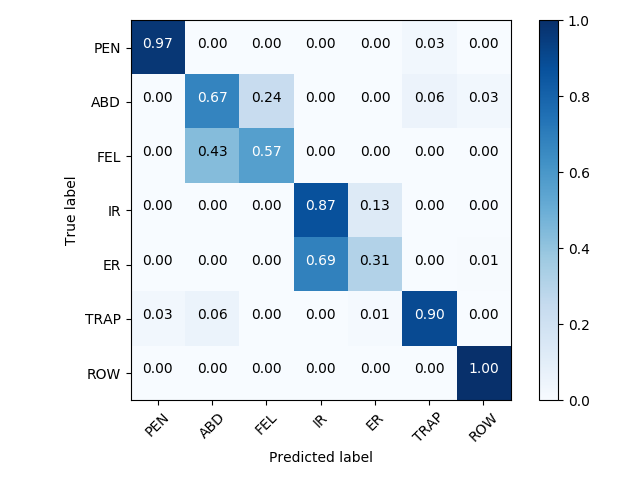 PEN 0.97 0.00 0.00 0.00 0.00 0.03 0.00
ABD 0.00 0.67 0.24 0.00 0.00 0.06 0.03
FEL 0.00 0.43 0.57 0.00 0.00 0.00 0.00
IR 0.00 0.00 0.00 0.87 0.13 0.00 0.00
ER 0.00 0.00 0.00 0.69 0.31 0.00 0.01
TRAP 0.03 0.06 0.00 0.00 0.01 0.90 0.00
ROW 0.00 0.00 0.00 0.00 0.00 0.00 1.00
PEN ABD FEL IR ER TRAP ROW
Predicted label
True label
1.0
0.8
0.6
0.4
0.2
0.0